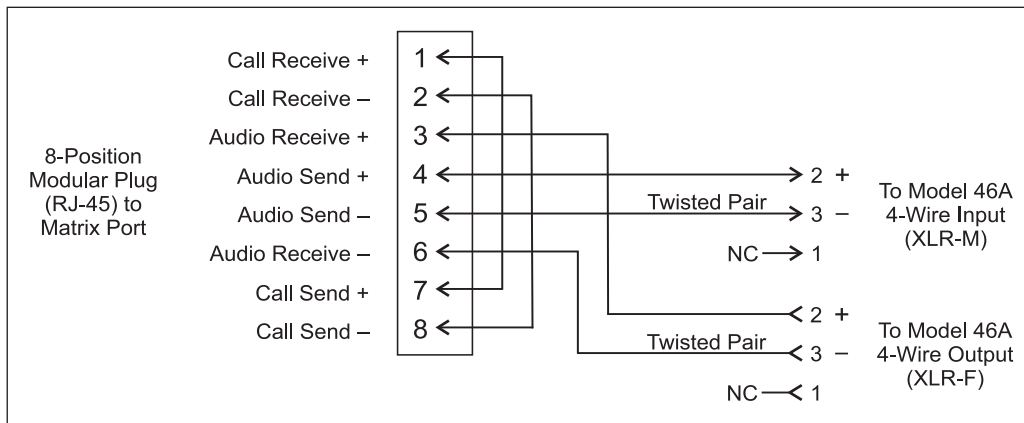 8-Position
Modular Plug
(RJ-45) to
Matrix Port
Call Receive + 1
Call Receive – 2
Audio Receive + 3
Audio Send + 4
Audio Send – 5
Audio Receive – 6
Call Send + 7
Call Send – 8
2 +
Twisted Pair 3 –
NC 1
To Model 46A
4-Wire Input
(XLR-M)
2 +
Twisted Pair 3 –
NC 1
To Model 46A
4-Wire Output
(XLR-F)